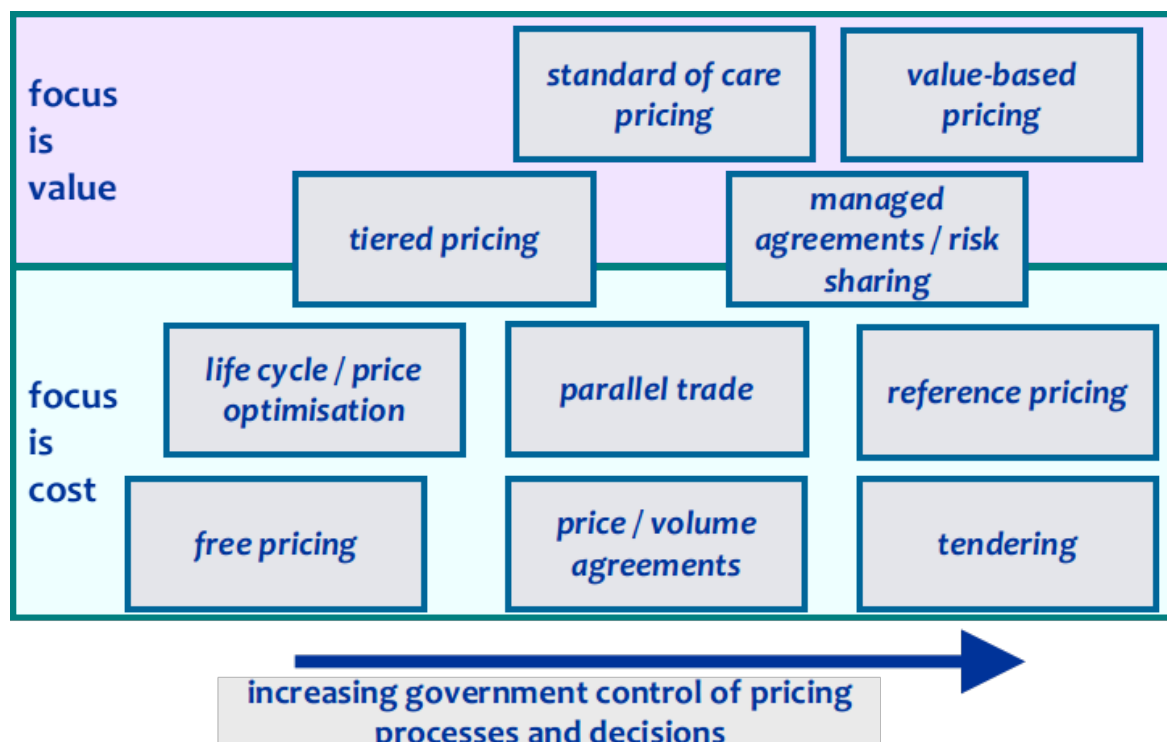 focus
is
value
standard of care
pricing
value-based
pricing
tiered pricing
managed
agreements / risk
sharing
focus
is
cost
life cycle / price
optimisation
parallel trade
reference pricing
free pricing
price / volume
agreements
tendering
increasing government control of pricing
processes and decisions